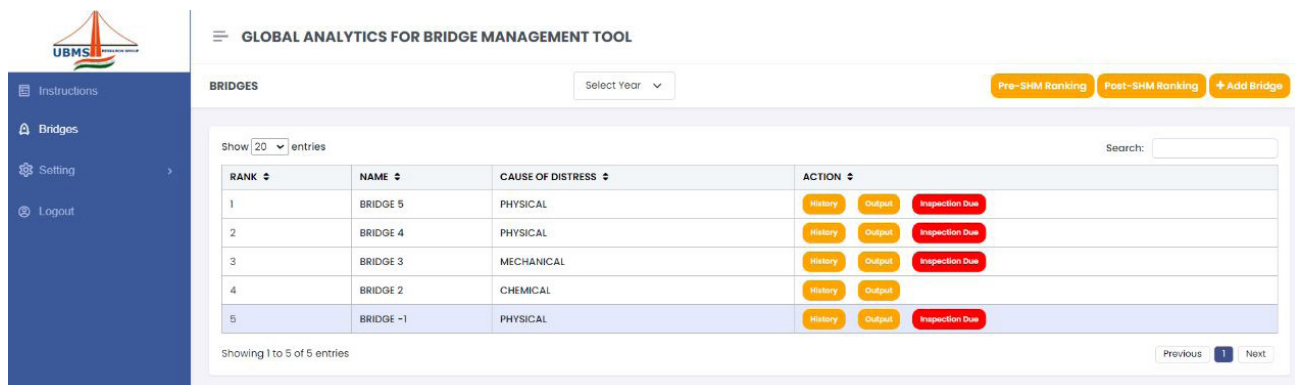 UBMS RESEARCH GROUP
GLOBAL ANALYTICS FOR BRIDGE MANAGEMENT TOOL
Instructions
Bridges
Setting
Logout
BRIDGES
Select Year
Pre-SHM Ranking Post-SHM Ranking + Add Bridge
Show 20 entries
Search:
RANK NAME CAUSE OF DISTRESS ACTION
1 BRIDGE 5 PHYSICAL History Output Inspection Due
2 BRIDGE 4 PHYSICAL History Output Inspection Due
3 BRIDGE 3 MECHANICAL History Output Inspection Due
4 BRIDGE 2 CHEMICAL History Output
5 BRIDGE -1 PHYSICAL History Output Inspection Due
Showing 1 to 5 of 5 entries
Previous 1 Next